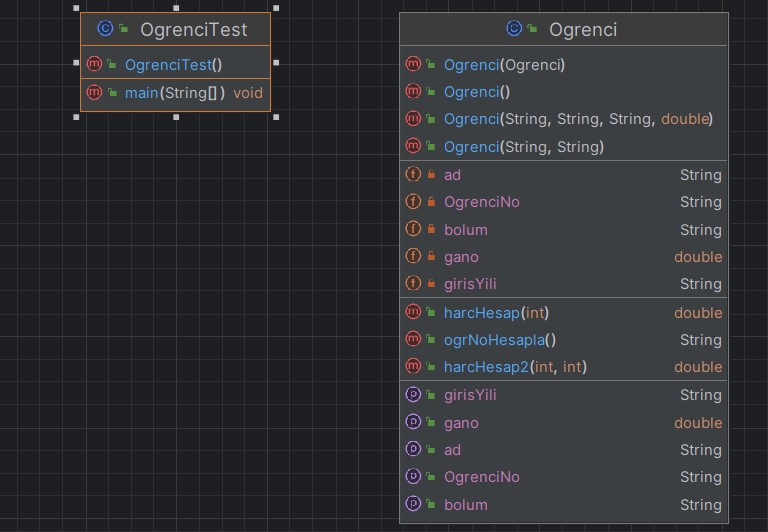 OgrenciTest
OgrenciTest()
main(String[]) void
Ogrenci
Ogrenci(Ogrenci)
Ogrenci()
Ogrenci(String, String, String, double)
Ogrenci(String, String)
ad String
OgrenciNo String
bolum String
gano double
girisYili String
harcHesap(int) double
ogrNoHesapla() String
harcHesap2(int, int) double
girisYili String
gano double
ad String
OgrenciNo String
bolum String